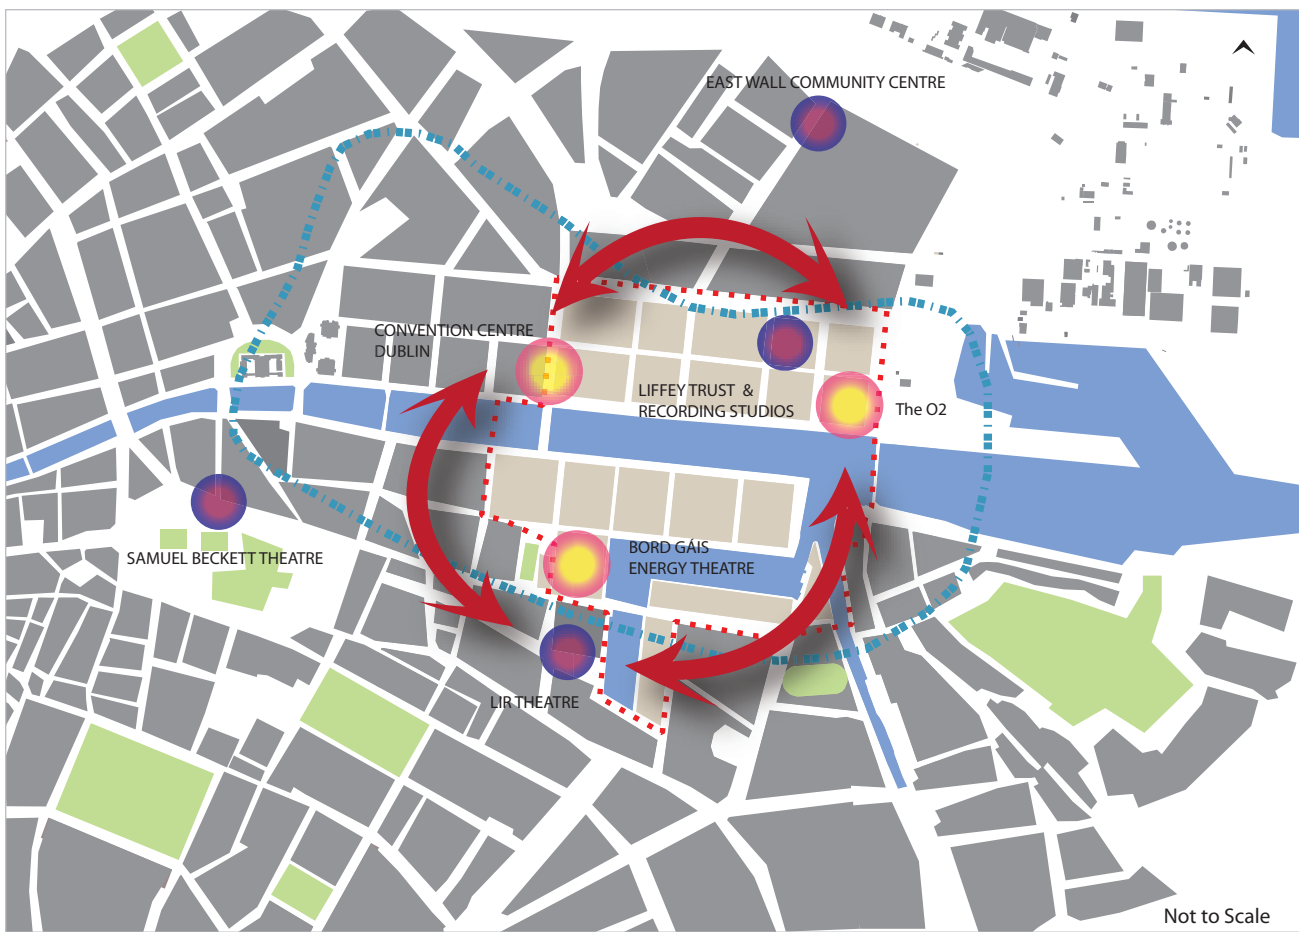 EAST WALL COMMUNITY CENTRE
CONVENTION CENTRE
DUBLIN
LIFFEY TRUST &
RECORDING STUDIOS
The O2
SAMUEL BECKETT THEATRE
BORD GÁIS
ENERGY THEATRE
LIR THEATRE
Not to Scale